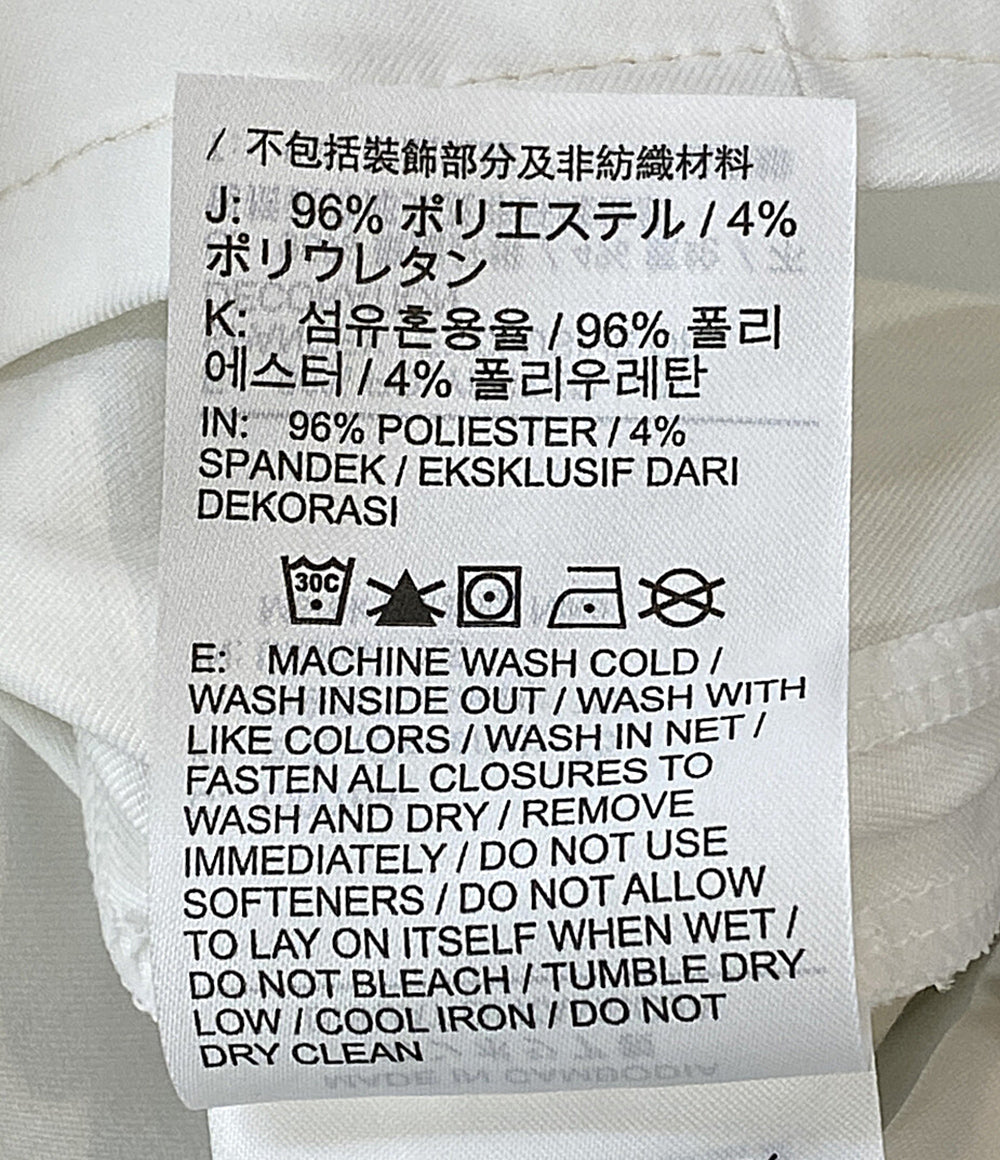 / 不包括裝飾部分及非紡織材料
J: 96% ポリエステル / 4%
ポリウレタン
K: 섬유혼용율 / 96% 폴리
에스터 / 4% 폴리우레탄
IN: 96% POLIESTER / 4%
SPANDEK / EKSKLUSIF DARI
DEKORASI
30C
E: MACHINE WASH COLD /
WASH INSIDE OUT / WASH WITH
LIKE COLORS / WASH IN NET /
FASTEN ALL CLOSURES TO
WASH AND DRY / REMOVE
IMMEDIATELY / DO NOT USE
SOFTENERS / DO NOT ALLOW
TO LAY ON ITSELF WHEN WET /
DO NOT BLEACH / TUMBLE DRY
LOW / COOL IRON / DO NOT
DRY CLEAN